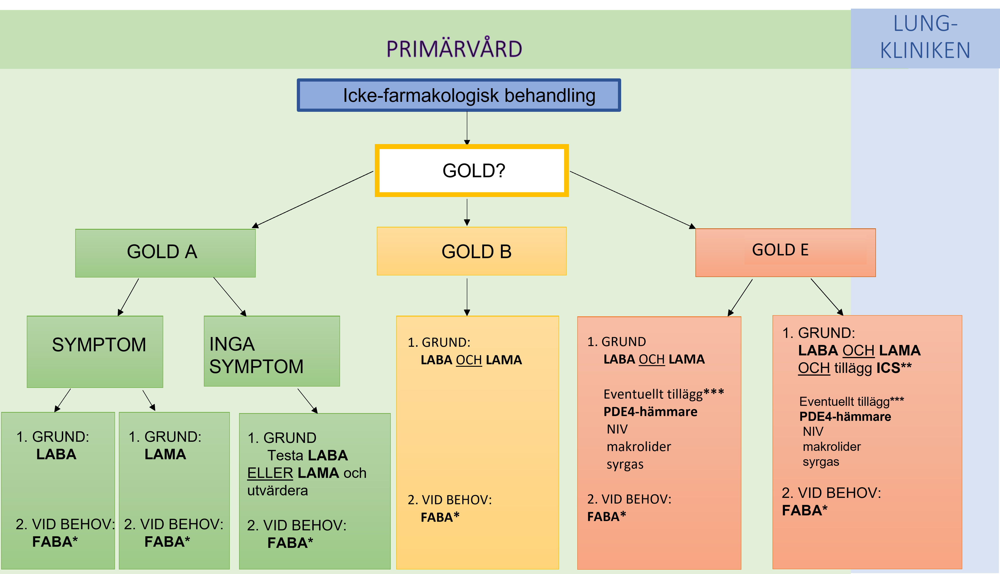 PRIMÄRVÅRD
LUNG-
KLINIKEN
Icke-farmakologisk behandling
GOLD?
GOLD A
GOLD B
GOLD E
SYMPTOM
INGA
SYMPTOM
1. GRUND:
LABA
2. VID BEHOV:
FABA*
1. GRUND:
LAMA
2. VID BEHOV:
FABA*
1. GRUND
Testa LABA
ELLER LAMA och
utvärdera
2. VID BEHOV:
FABA*
1. GRUND:
LABA OCH LAMA
2. VID BEHOV:
FABA*
1. GRUND
LABA OCH LAMA
Eventuellt tillägg***
PDE4-hämmare
NIV
makrolider
syrgas
2. VID BEHOV:
FABA*
1. GRUND:
LABA OCH LAMA
OCH tillägg ICS**
Eventuellt tillägg***
PDE4-hämmare
NIV
makrolider
syrgas
2. VID BEHOV:
FABA*